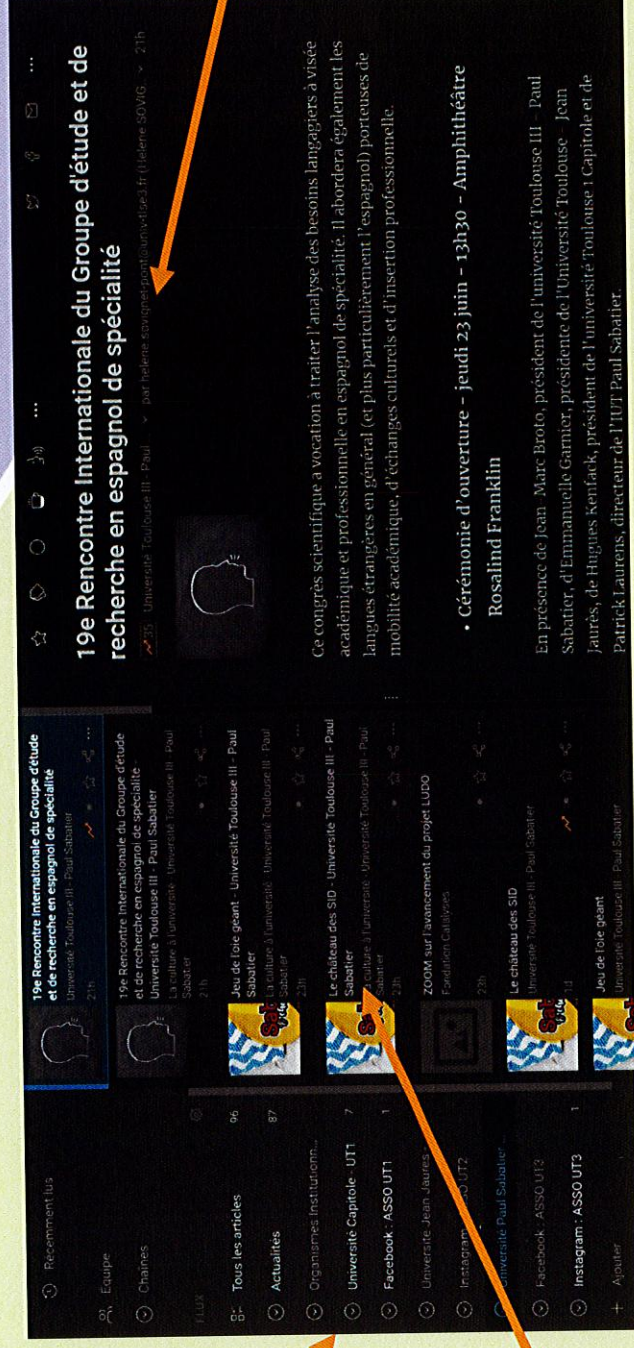 Récemment lus
Équipe
Chaînes
FLUX
Tous les articles 96
Actualités 87
Organismes Institutionn...
Université Capitole - UT1 7
Facebook : ASSO UT1 1
Université Jean Jaurès -
Instagram UT2
Université Paul Sabatier
Facebook : ASSO UT3
Instagram : ASSO UT3 1
+ Ajouter
19e Rencontre Internationale du Groupe d'étude
et de recherche en espagnol de spécialité
Université Toulouse III - Paul Sabatier
21h
19e Rencontre Internationale du Groupe d'étude
et de recherche en espagnol de spécialité -
Université Toulouse III - Paul Sabatier
La culture à l'université - Université Toulouse III - Paul
Sabatier
21h
Jeu de l'oie géant - Université Toulouse III - Paul
Sabatier
La culture à l'université - Université Toulouse III - Paul
Sabatier
23h
Le château des SID - Université Toulouse III - Paul
Sabatier
La culture à l'université - Université Toulouse III - Paul
Sabatier
23h
ZOOM sur l'avancement du projet LUDO
Fondation Catalyses
23h
Le château des SID
Université Toulouse III - Paul Sabatier
1d
Jeu de l'oie géant
Université Toulouse III - Paul Sabatier
19e Rencontre Internationale du Groupe d'étude et de
recherche en espagnol de spécialité
Université Toulouse III - Paul... par helene.sovignet-pont@univ-tlse3.fr (Helene SOVIG... 21h
Ce congrès scientifique a vocation à traiter l'analyse des besoins langagiers à visée
académique et professionnelle en espagnol de spécialité. Il abordera également les
langues étrangères en général (et plus particulièrement l'espagnol) porteuses de
mobilité académique, d'échanges culturels et d'insertion professionnelle.
• Cérémonie d'ouverture - jeudi 23 juin - 13h30 - Amphithéâtre
Rosalind Franklin
En présence de Jean-Marc Broto, président de l'université Toulouse III - Paul
Sabatier, d'Emmanuelle Garnier, présidente de l'Université Toulouse - Jean
Jaurès, de Hugues Kenfack, président de l'université Toulouse 1 Capitole et de
Patrick Laurens, directeur de l'IUT Paul Sabatier.